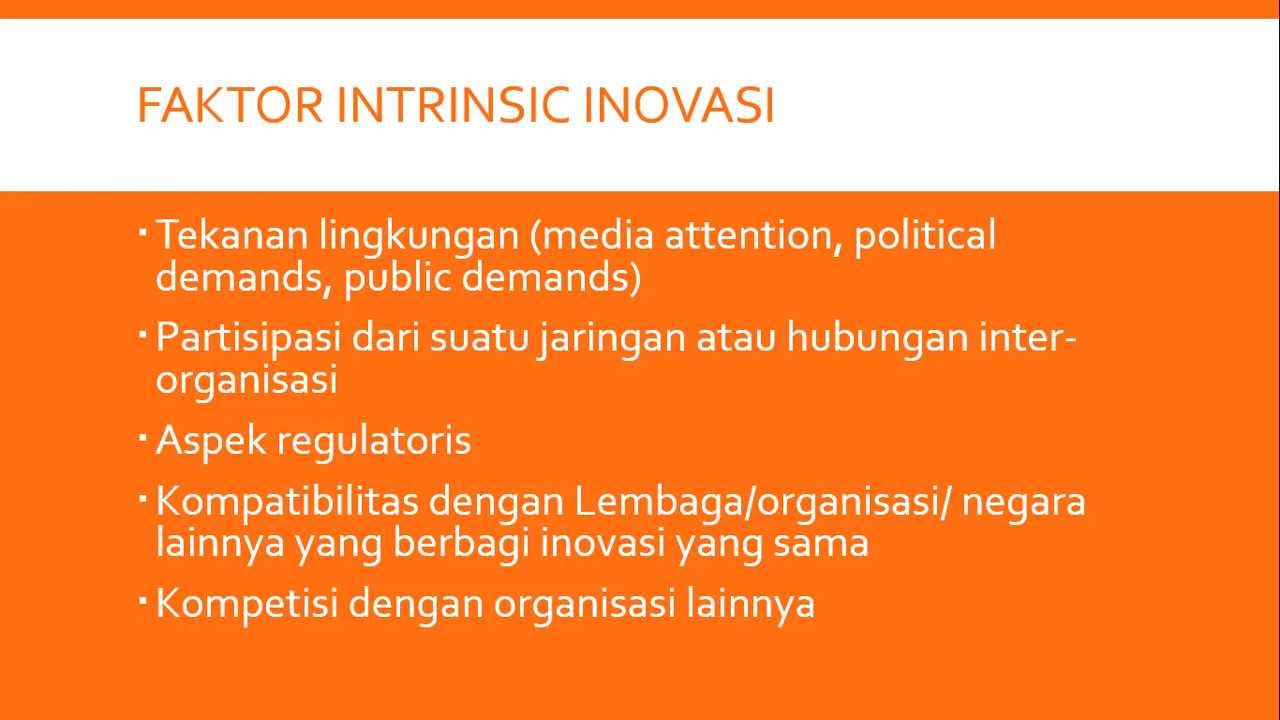 FAKTOR INTRINSIC INOVASI
▪ Tekanan lingkungan (media attention, political
demands, public demands)
▪ Partisipasi dari suatu jaringan atau hubungan inter-
organisasi
▪ Aspek regulatoris
▪ Kompatibilitas dengan Lembaga/organisasi/ negara
lainnya yang berbagi inovasi yang sama
▪ Kompetisi dengan organisasi lainnya